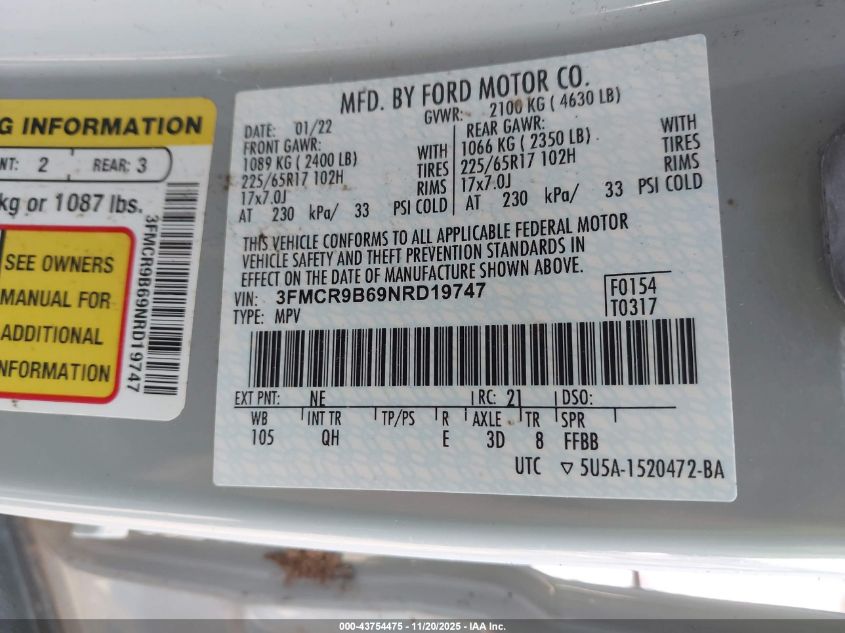 G INFORMATION
NT: 2 REAR: 3
kg or 1087 lbs.
SEE OWNERS
MANUAL FOR
ADDITIONAL
INFORMATION
3FMCR9B69NRD19747
MFD. BY FORD MOTOR CO.
DATE: 01/22 GVWR: 2100 KG ( 4630 LB)
FRONT GAWR: REAR GAWR:
1089 KG ( 2400 LB) WITH 1066 KG ( 2350 LB) WITH
225/65R17 102H TIRES 225/65R17 102H TIRES
17x7.0J RIMS 17x7.0J RIMS
AT 230 kPa/ 33 PSI COLD AT 230 kPa/ 33 PSI COLD
THIS VEHICLE CONFORMS TO ALL APPLICABLE FEDERAL MOTOR
VEHICLE SAFETY AND THEFT PREVENTION STANDARDS IN
EFFECT ON THE DATE OF MANUFACTURE SHOWN ABOVE.
VIN: 3FMCR9B69NRD19747 F0154
TYPE: MPV T0317
EXT PNT: NE RC: 21 DSO:
WB INT TR TP/PS R AXLE TR SPR
105 QH E 3D 8 FFBB
UTC ▽ 5U5A-1520472-BA
000-43754475 — 11/20/2025 — IAA Inc.